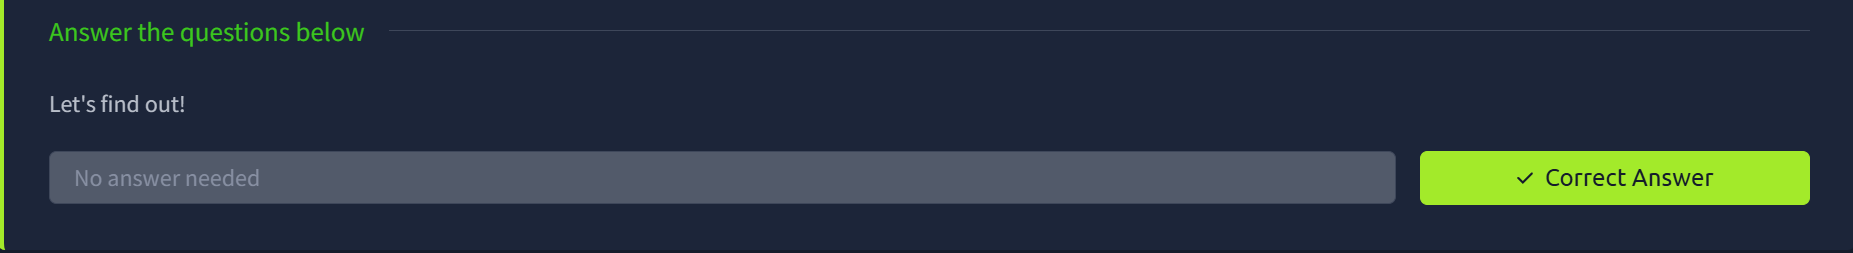 Answer the questions below
Let's find out!
No answer needed
Correct Answer